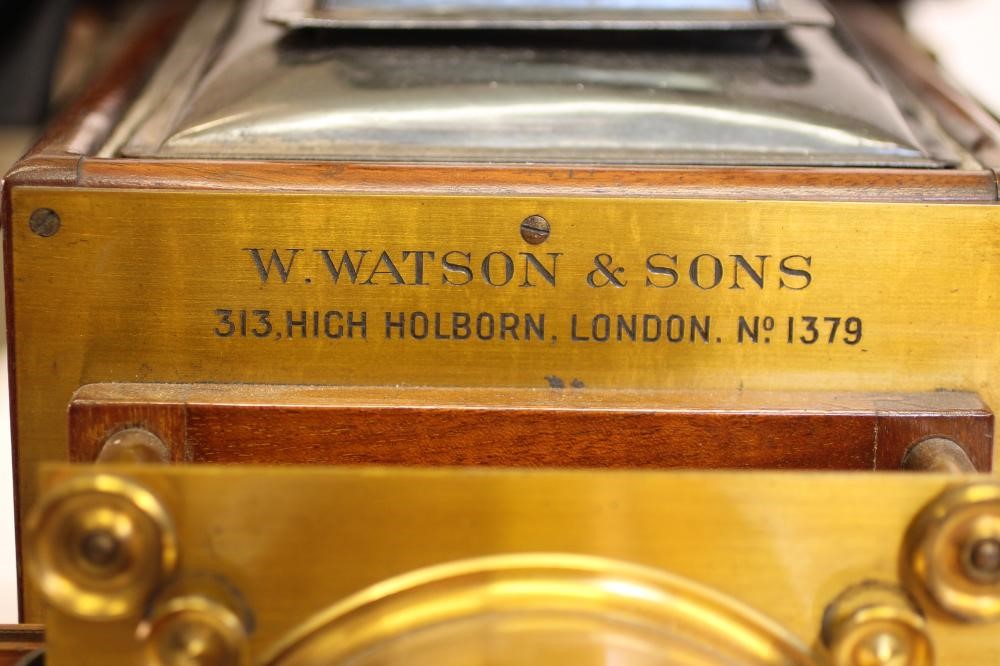 W. WATSON & SONS
313, HIGH HOLBORN, LONDON. Nº 1379